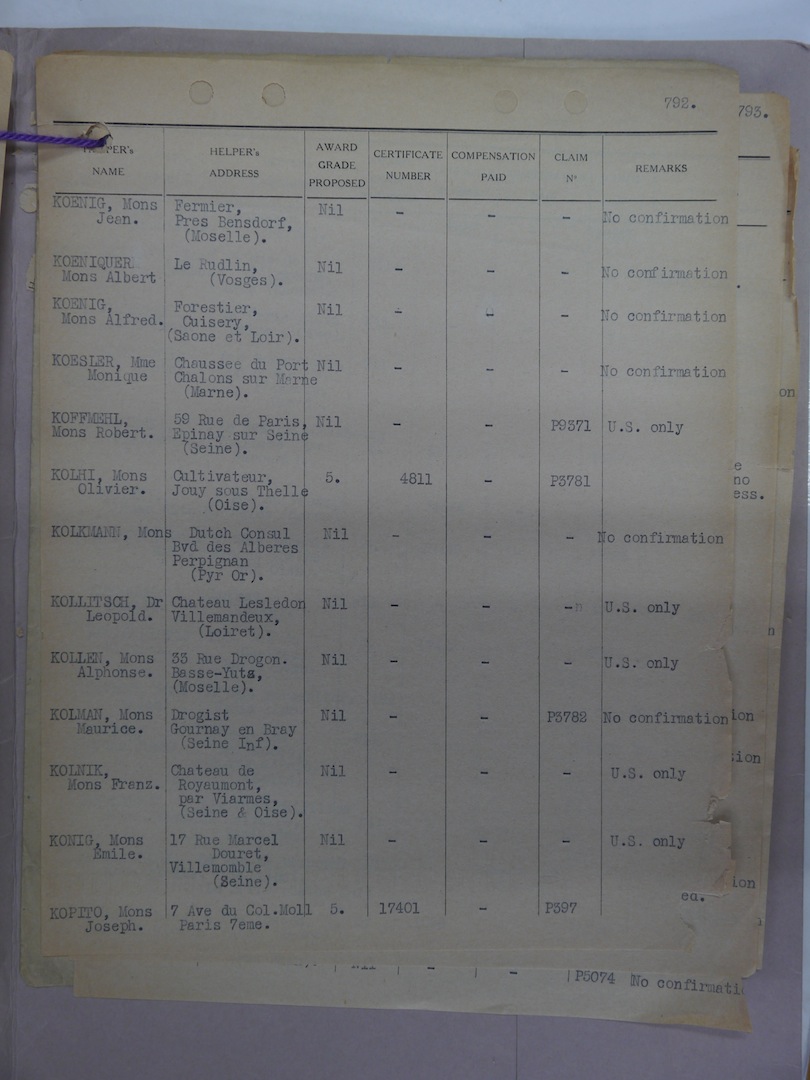 792.
793.
HELPER's NAME
HELPER's ADDRESS
AWARD GRADE PROPOSED
CERTIFICATE NUMBER
COMPENSATION PAID
CLAIM Nº
REMARKS
KOENIG, Mons Fermier, Nil - - - No confirmation
Jean. Pres Bensdorf,
(Moselle).
KOENIQUER Le Rudlin, Nil - - - No confirmation
Mons Albert (Vosges).
KOENIG, Forestier, Nil - - - No confirmation
Mons Alfred. Cuisery,
(Saone et Loir).
KOESLER, Mme Chaussee du Port Nil - - - No confirmation
Monique Chalons sur Marne
(Marne).
KOFFMEHL, 59 Rue de Paris, Nil - - P9371 U.S. only
Mons Robert. Epinay sur Seine
(Seine).
KOLHI, Mons Cultivateur, 5. 4811 - P3781
Olivier. Jouy sous Thelle
(Oise).
KOLKMANN, Mons Dutch Consul Nil - - - No confirmation
Bvd des Alberes
Perpignan
(Pyr Or).
KOLLITSCH, Dr Chateau Lesledon Nil - - - U.S. only
Leopold. Villemandeux,
(Loiret).
KOLLEN, Mons 33 Rue Drogon. Nil - - - U.S. only
Alphonse. Basse-Yuts,
(Moselle).
KOLMAN, Mons Drogist Nil - - P3782 No confirmation
Maurice. Gournay en Bray
(Seine Inf).
KOLNIK, Chateau de Nil - - - U.S. only
Mons Franz. Royaumont,
par Viarmes,
(Seine & Oise).
KONIG, Mons 17 Rue Marcel Nil - - - U.S. only
Emile. Douret,
Villemomble
(Seine).
KOPITO, Mons 7 Ave du Col.Moll 5. 17401 - P397
Joseph. Paris 7eme.
- - P5074 No confirmati